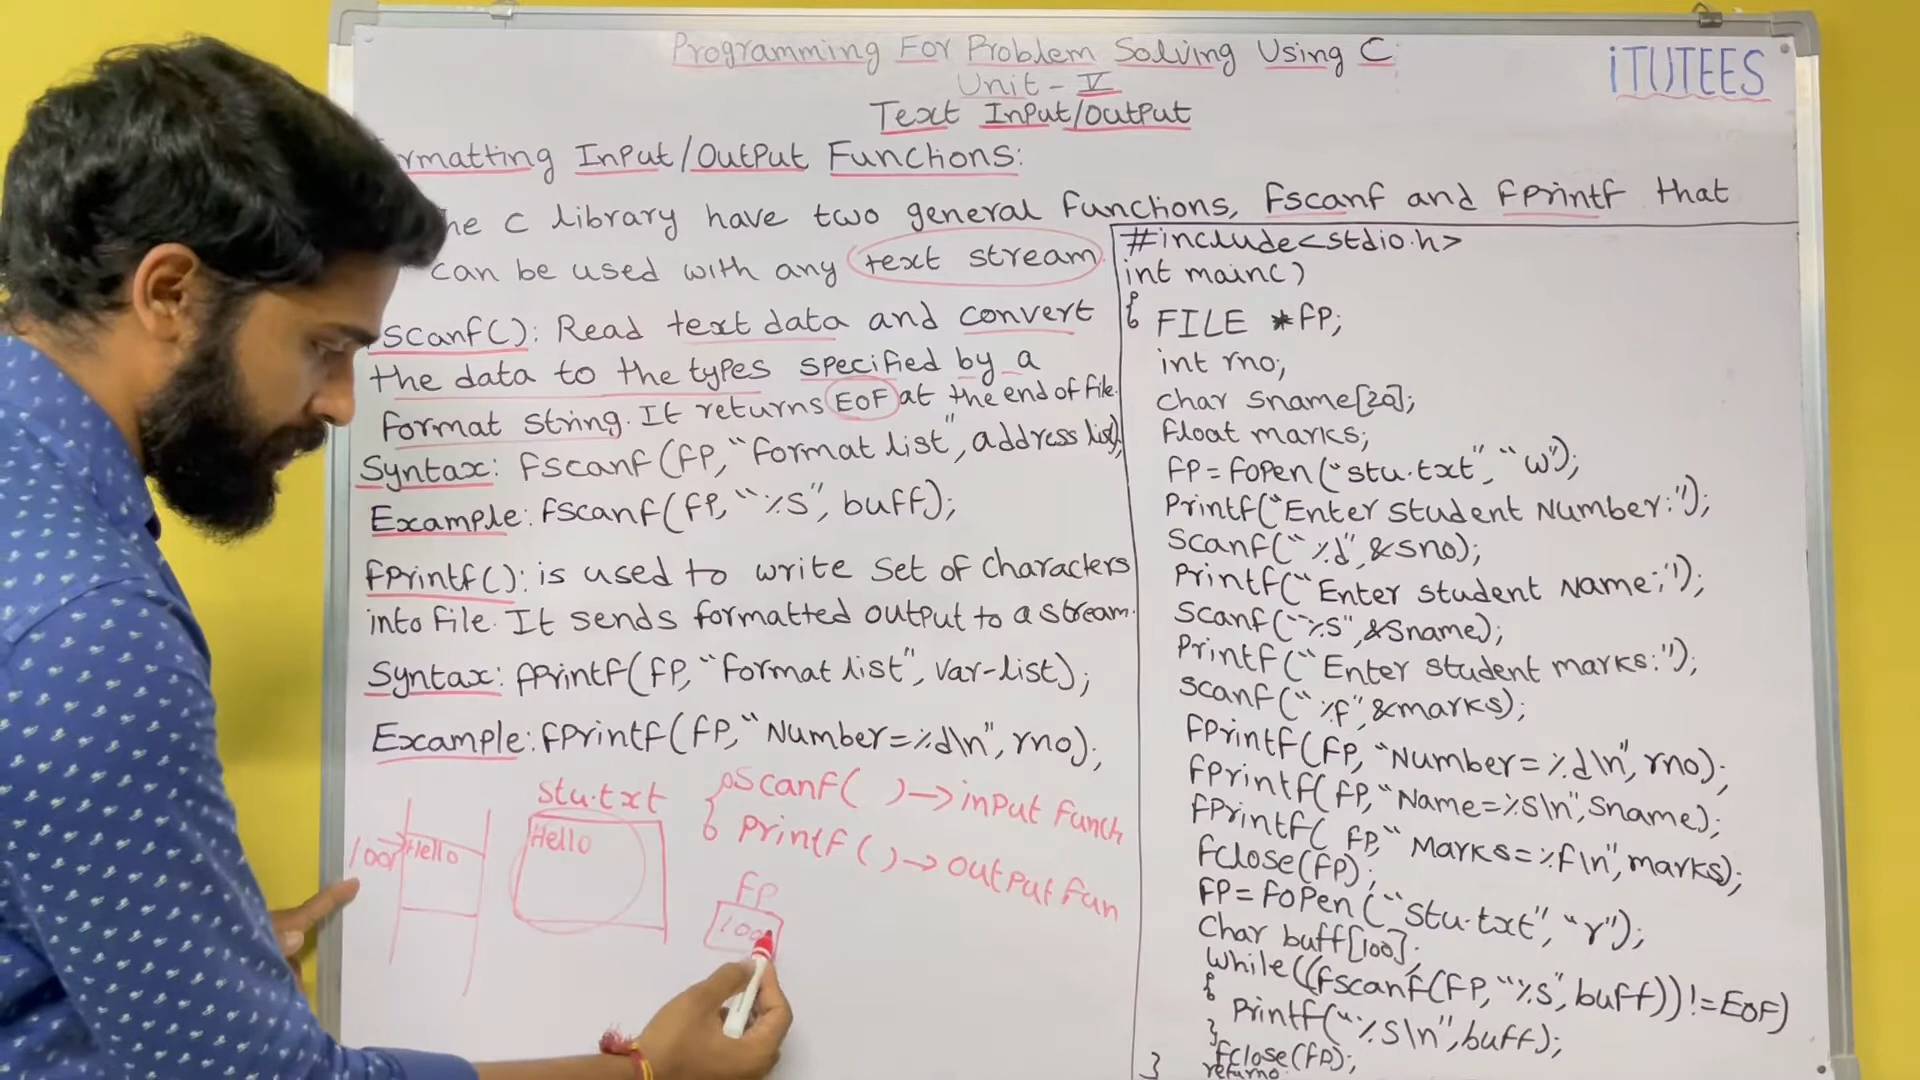 Programming For Problem Solving Using C
iTUTEES
Unit - V
Text Input/Output
rmatting Input/Output Functions:
he C library have two general functions, Fscanf and Fprintf that
can be used with any text stream
scanf(): Read text data and convert
the data to the types specified by a
format string. It returns EOF at the end of file.
Syntax: Fscanf(fp, "format list", address list);
Example: Fscanf(fp, "%s", buff);
fprintf(): is used to write set of characters
into file. It sends formatted output to a stream.
Syntax: fprintf(fp, "format list", var-list);
Example: fprintf(fp, "Number=%d\n", rno);
stu.txt
Hello
100
Hello
scanf( ) → input func
printf( ) → output fun
fp
100
#include<stdio.h>
int main()
{
FILE *fp;
int rno;
char sname[20];
float marks;
fp=fopen("stu.txt", "w");
printf("Enter student Number:");
scanf("%d",&sno);
printf("Enter student Name:");
scanf("%s",&sname);
printf("Enter student marks:");
scanf("%f",&marks);
fprintf(fp, "Number=%d\n", rno);
fprintf(fp, "Name=%s\n", sname);
fprintf( fp, "Marks=%f\n", marks);
fclose(fp);
fp=fopen("stu.txt", "r");
char buff[100];
while((fscanf(fp, "%s", buff))!=EOF)
{
printf("%s\n", buff);
}
fclose(fp);
return0
}